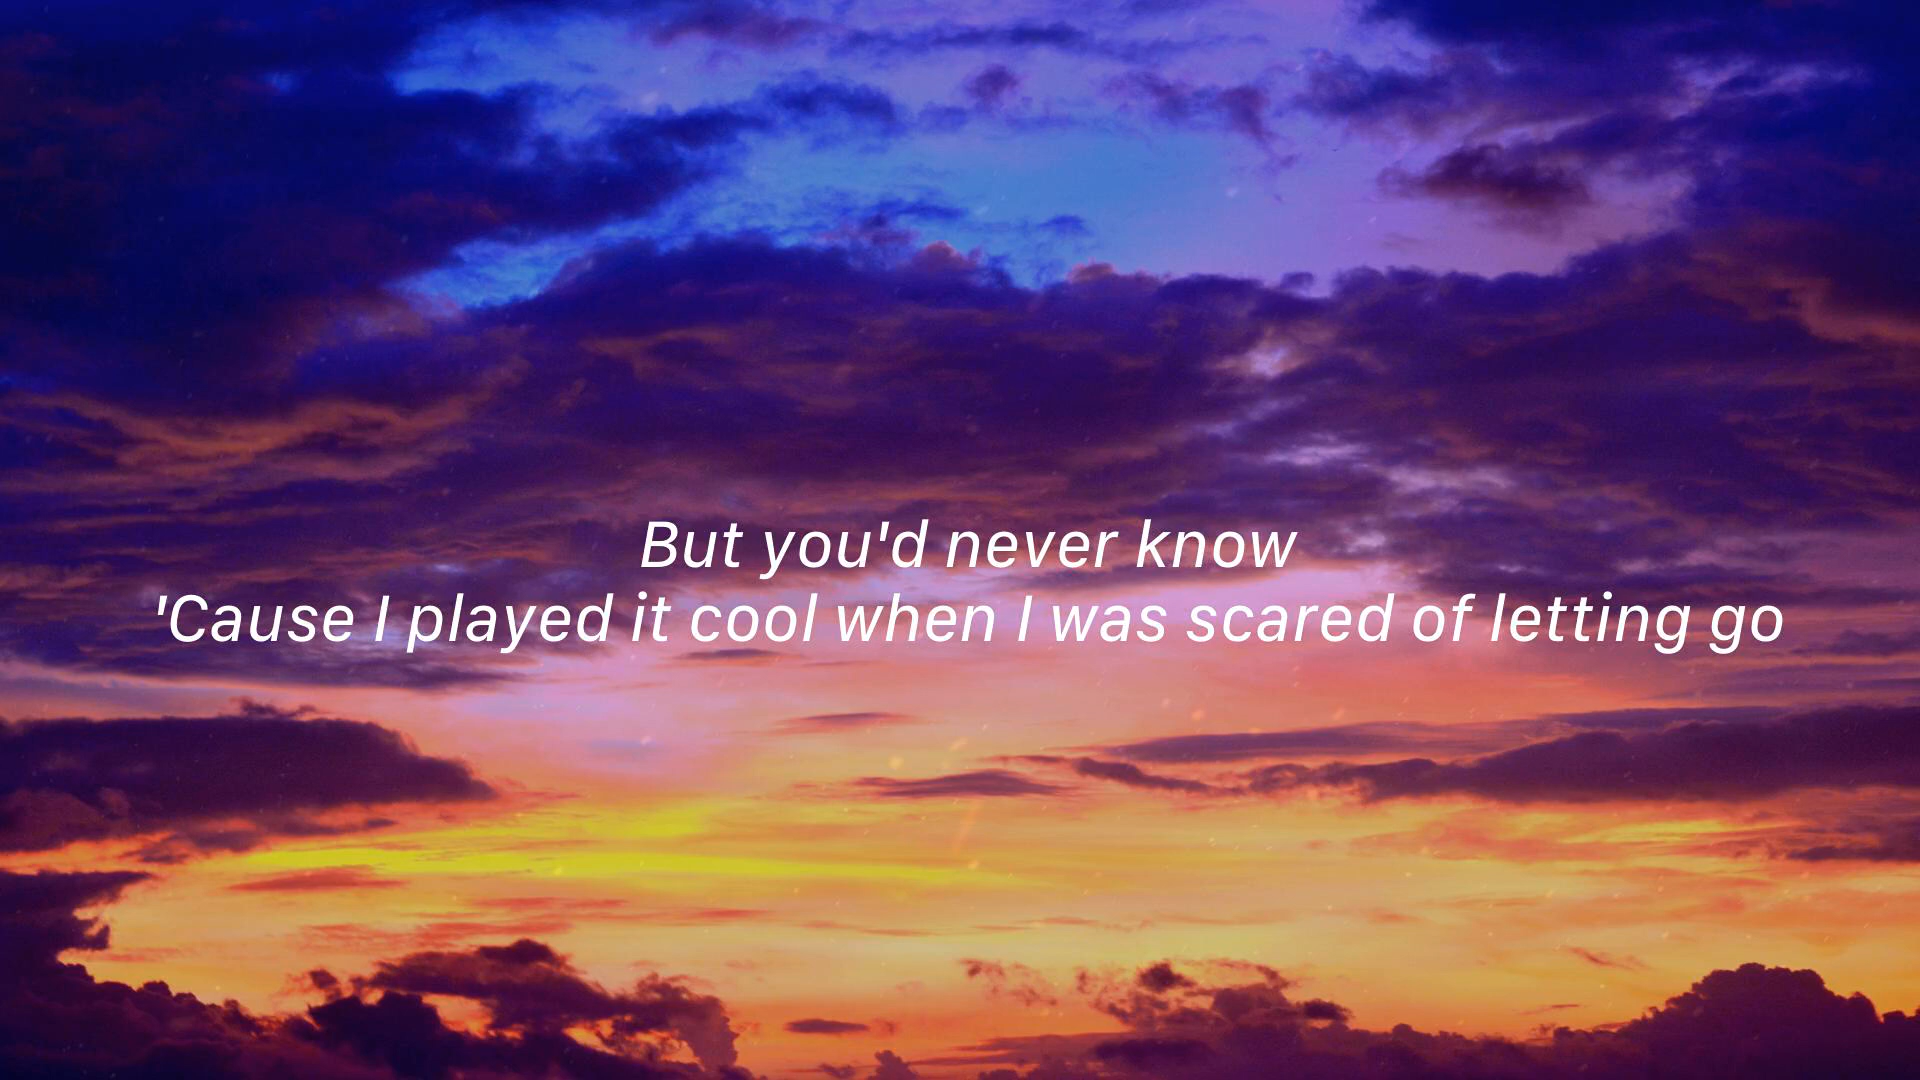 But you'd never know
'Cause I played it cool when I was scared of letting go